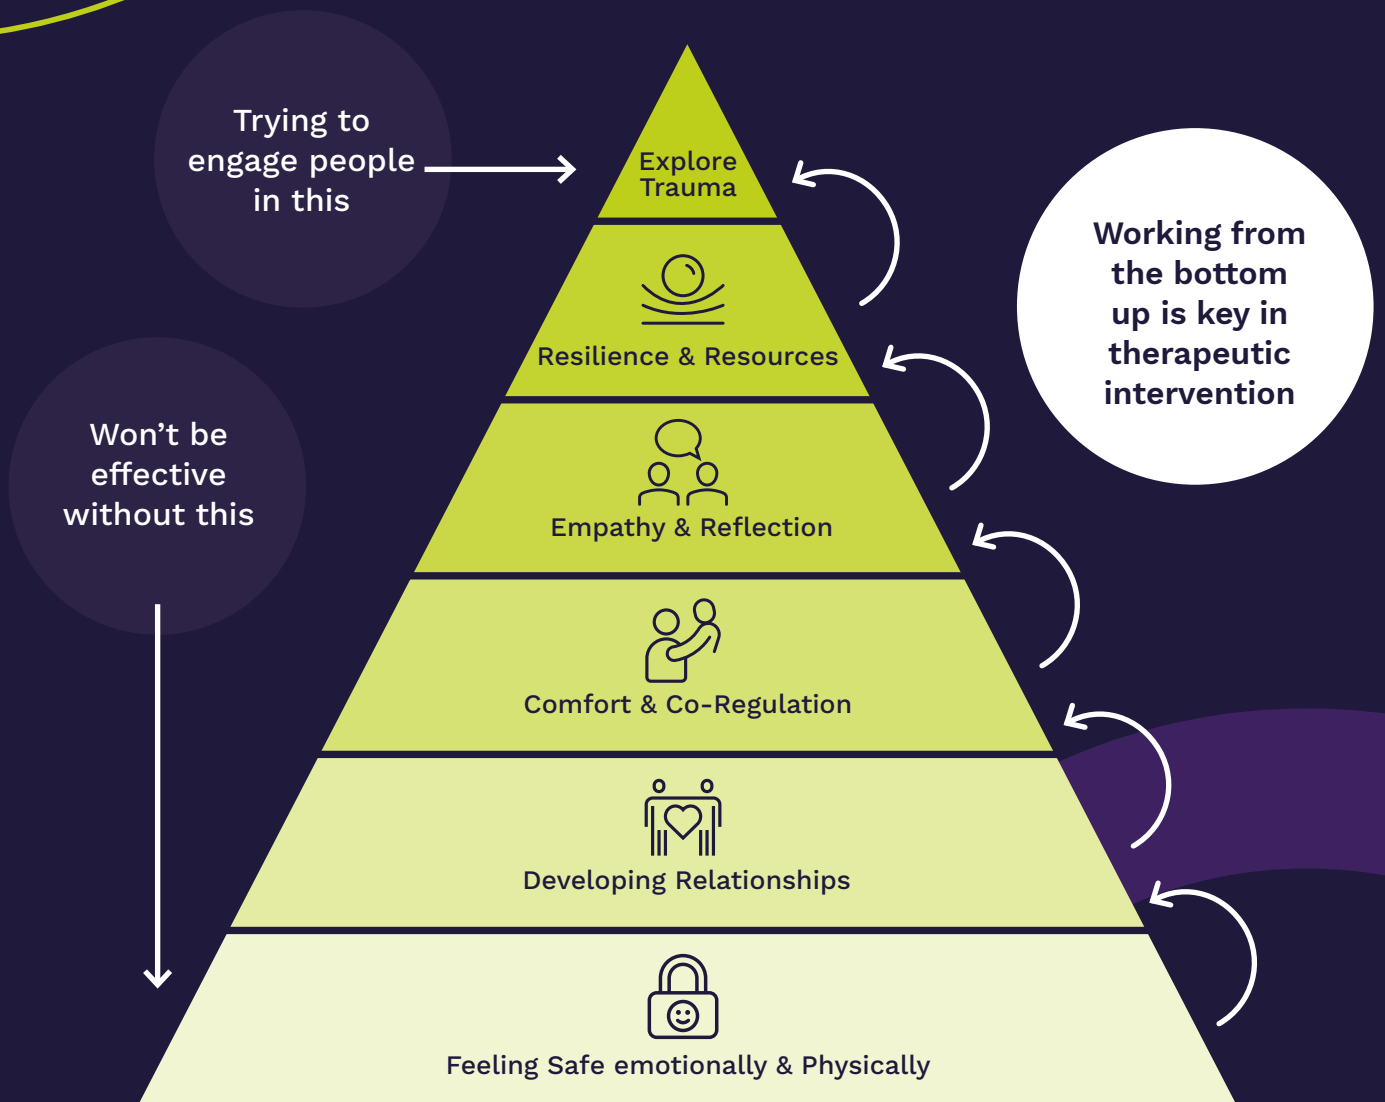 Trying to
engage people
in this
Won’t be
effective
without this
Explore
Trauma
Resilience & Resources
Empathy & Reflection
Comfort & Co-Regulation
Developing Relationships
Feeling Safe emotionally & Physically
Working from
the bottom
up is key in
therapeutic
intervention